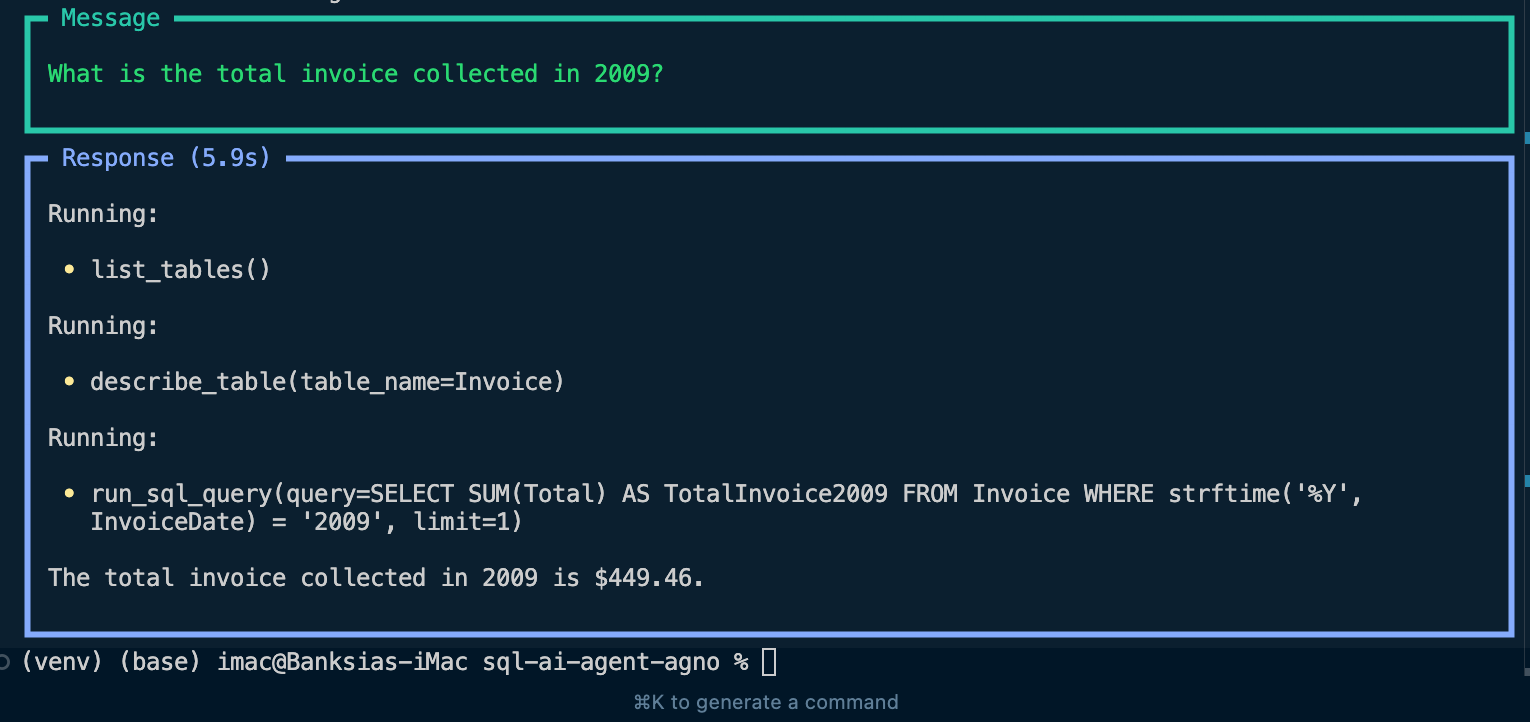 Message
What is the total invoice collected in 2009?
Response (5.9s)
Running:
• list_tables()
Running:
• describe_table(table_name=Invoice)
Running:
• run_sql_query(query=SELECT SUM(Total) AS TotalInvoice2009 FROM Invoice WHERE strftime('%Y',
InvoiceDate) = '2009', limit=1)
The total invoice collected in 2009 is $449.46.
(venv) (base) imac@Banksias-iMac sql-ai-agent-agno %
⌘K to generate a command